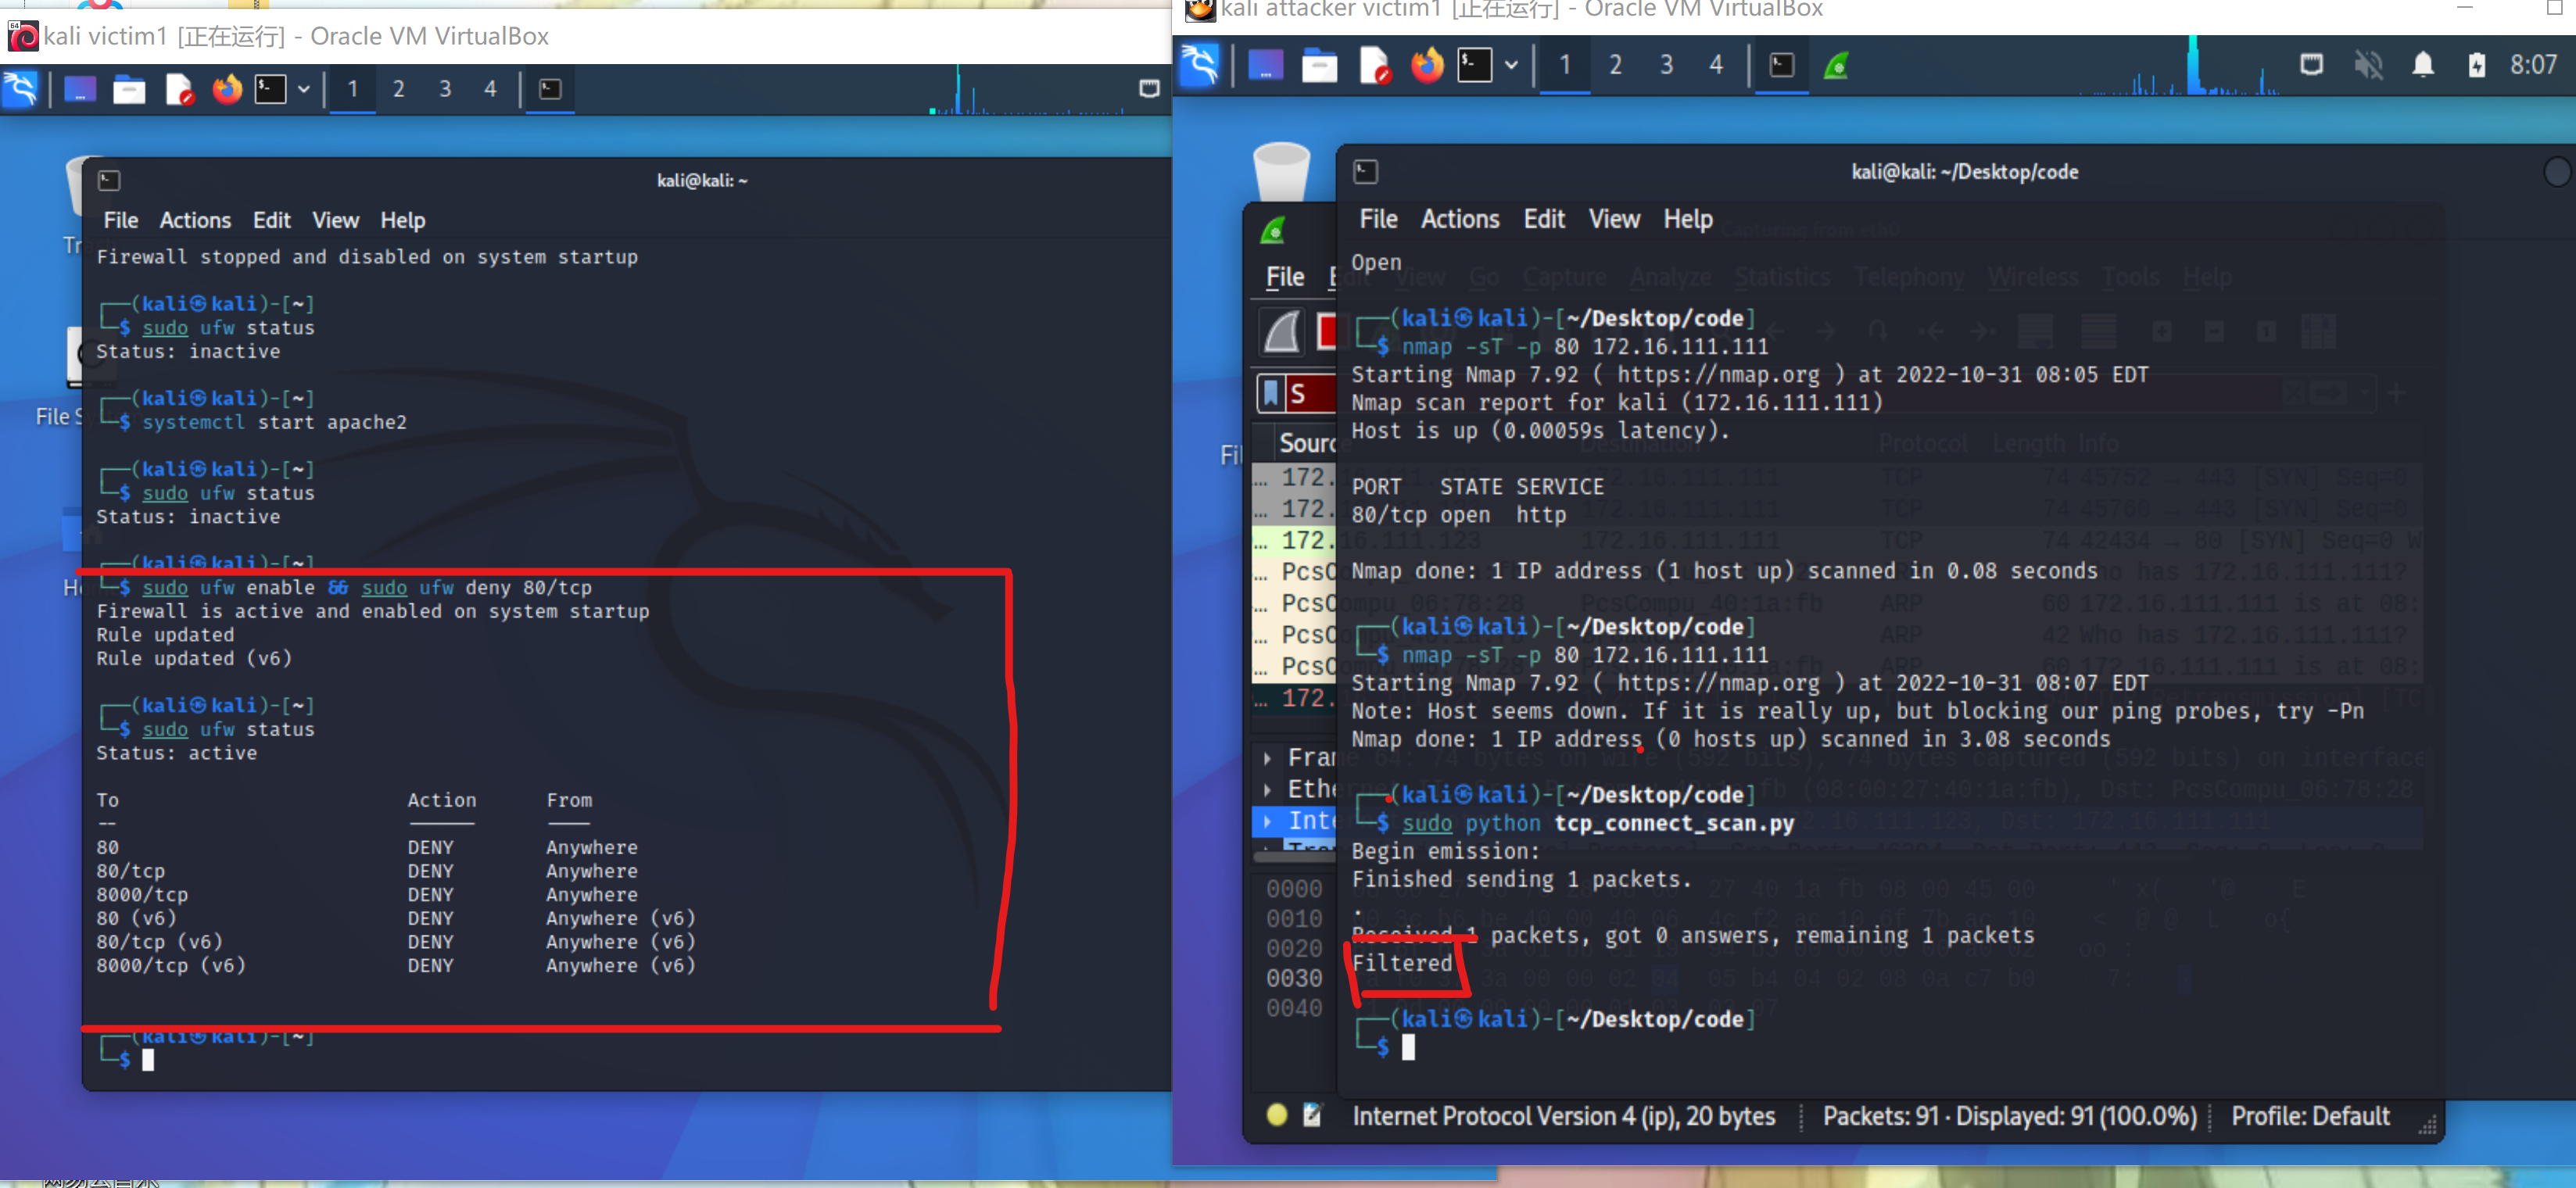 kali victim1 [正在运行] - Oracle VM VirtualBox
1 2 3 4
kali@kali: ~
File Actions Edit View Help
Firewall stopped and disabled on system startup
(kali㉿kali)-[~]
$ sudo ufw status
Status: inactive
(kali㉿kali)-[~]
$ systemctl start apache2
(kali㉿kali)-[~]
$ sudo ufw status
Status: inactive
(kali㉿kali)-[~]
$ sudo ufw enable && sudo ufw deny 80/tcp
Firewall is active and enabled on system startup
Rule updated
Rule updated (v6)
(kali㉿kali)-[~]
$ sudo ufw status
Status: active
To Action From
-- ------ ----
80 DENY Anywhere
80/tcp DENY Anywhere
8000/tcp DENY Anywhere
80 (v6) DENY Anywhere (v6)
80/tcp (v6) DENY Anywhere (v6)
8000/tcp (v6) DENY Anywhere (v6)
(kali㉿kali)-[~]
$
kali attacker victim1 [正在运行] - Oracle VM VirtualBox
1 2 3 4
8:07
kali@kali: ~/Desktop/code
File Actions Edit View Help
Open
(kali㉿kali)-[~/Desktop/code]
$ nmap -sT -p 80 172.16.111.111
Starting Nmap 7.92 ( https://nmap.org ) at 2022-10-31 08:05 EDT
Nmap scan report for kali (172.16.111.111)
Host is up (0.00059s latency).
PORT STATE SERVICE
80/tcp open http
Nmap done: 1 IP address (1 host up) scanned in 0.08 seconds
(kali㉿kali)-[~/Desktop/code]
$ nmap -sT -p 80 172.16.111.111
Starting Nmap 7.92 ( https://nmap.org ) at 2022-10-31 08:07 EDT
Note: Host seems down. If it is really up, but blocking our ping probes, try -Pn
Nmap done: 1 IP address (0 hosts up) scanned in 3.08 seconds
(kali㉿kali)-[~/Desktop/code]
$ sudo python tcp_connect_scan.py
Begin emission:
Finished sending 1 packets.
.
Received 1 packets, got 0 answers, remaining 1 packets
Filtered
(kali㉿kali)-[~/Desktop/code]
$
File Edit View Go Capture Analyze Statistics Telephony Wireless Tools Help
S
Source Destination Protocol Length Info
0000
0010
0020
0030
0040
Internet Protocol Version 4 (ip), 20 bytes
Packets: 91 · Displayed: 91 (100.0%)
Profile: Default